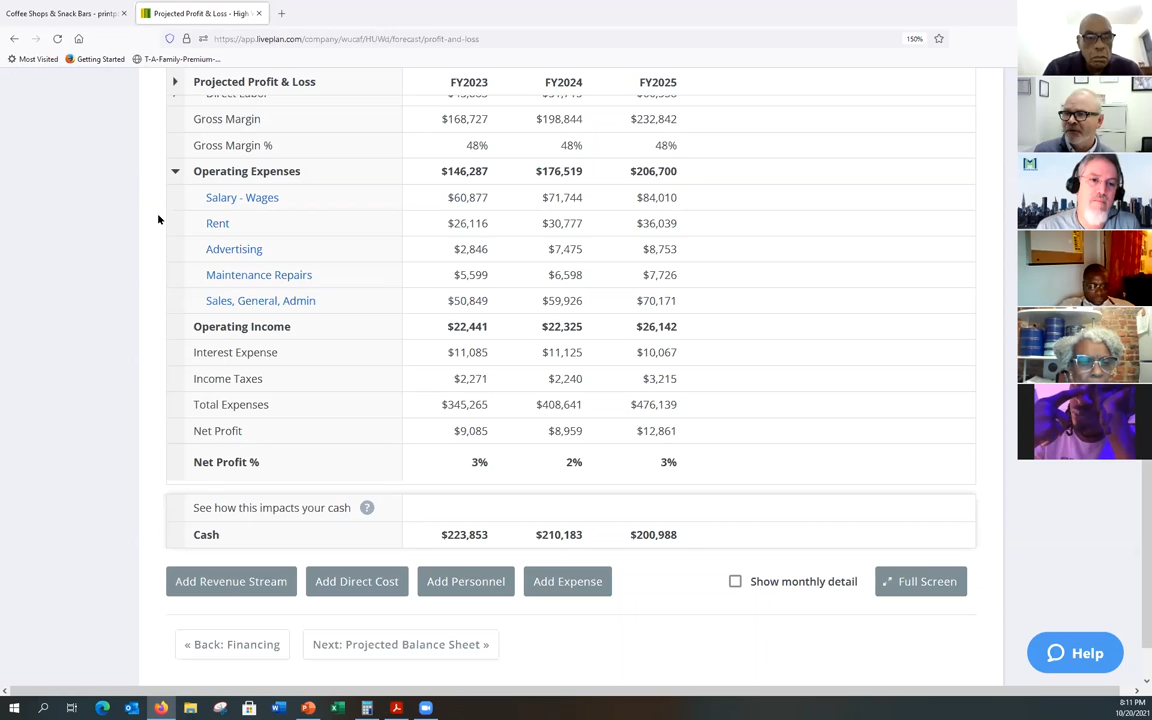 Coffee Shops & Snack Bars - printp
Projected Profit & Loss - High
https://app.liveplan.com/company/wucaf/HUWd/forecast/profit-and-loss
150%
Most Visited
Getting Started
T-A-Family-Premium-...
Projected Profit & Loss FY2023 FY2024 FY2025
Direct Labor
Gross Margin $168,727 $198,844 $232,842
Gross Margin % 48% 48% 48%
Operating Expenses $146,287 $176,519 $206,700
Salary - Wages $60,877 $71,744 $84,010
Rent $26,116 $30,777 $36,039
Advertising $2,846 $7,475 $8,753
Maintenance Repairs $5,599 $6,598 $7,726
Sales, General, Admin $50,849 $59,926 $70,171
Operating Income $22,441 $22,325 $26,142
Interest Expense $11,085 $11,125 $10,067
Income Taxes $2,271 $2,240 $3,215
Total Expenses $345,265 $408,641 $476,139
Net Profit $9,085 $8,959 $12,861
Net Profit % 3% 2% 3%
See how this impacts your cash ?
Cash $223,853 $210,183 $200,988
Add Revenue Stream
Add Direct Cost
Add Personnel
Add Expense
Show monthly detail
Full Screen
« Back: Financing
Next: Projected Balance Sheet »
Help
8:11 PM
10/20/2021